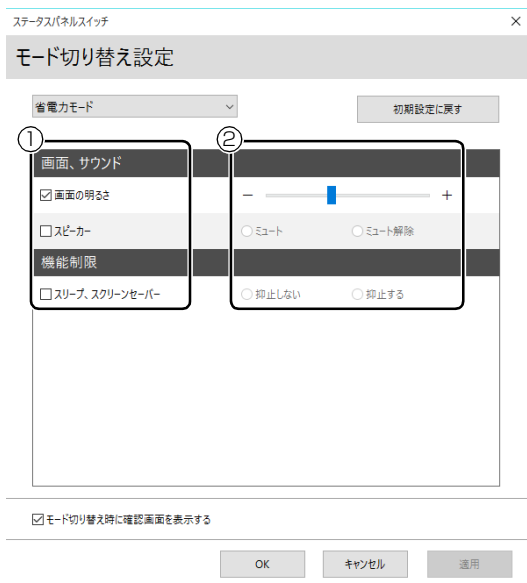 ステータスパネルスイッチ
モード切り替え設定
省電力モード
初期設定に戻す
① ②
画面、サウンド
画面の明るさ − +
スピーカー ミュート ミュート解除
機能制限
スリープ、スクリーンセーバー 抑止しない 抑止する
モード切り替え時に確認画面を表示する
OK キャンセル 適用